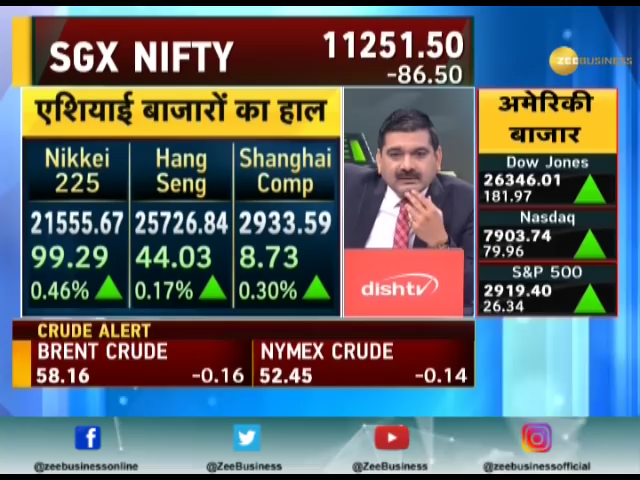 SGX NIFTY
11251.50
-86.50
ZEEBUSINESS
एशियाई बाजारों का हाल
Nikkei
225
21555.67
99.29
0.46%
Hang
Seng
25726.84
44.03
0.17%
Shanghai
Comp
2933.59
8.73
0.30%
dishtv
अमेरिकी
बाजार
Dow Jones
26346.01
181.97
Nasdaq
7903.74
79.96
S&P 500
2919.40
26.34
CRUDE ALERT
BRENT CRUDE
58.16 -0.16
NYMEX CRUDE
52.45 -0.14
@zeebusinessonline
@ZeeBusiness
@ZeeBusiness
@zeebusinessofficial